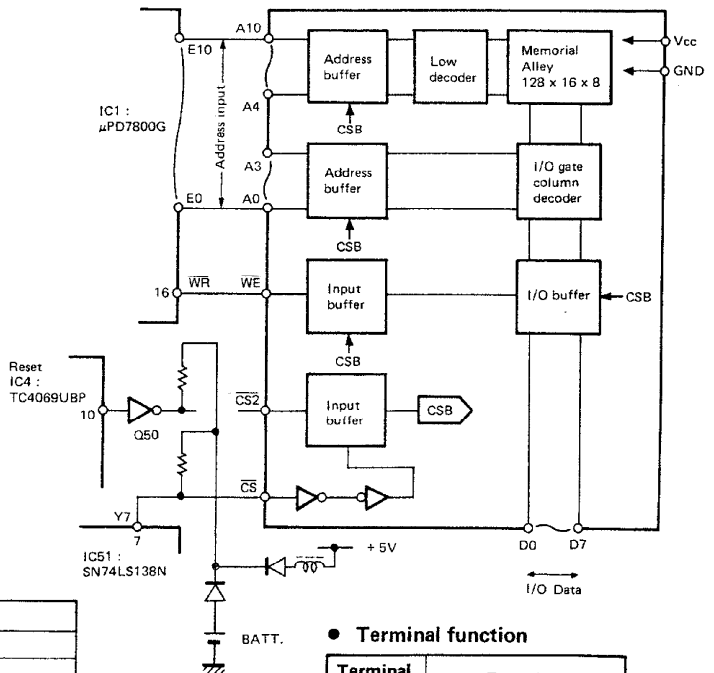 A10
E10
Address
buffer
Low
decoder
Memorial
Alley
128 x 16 x 8
Vcc
GND
IC1 :
μPD7800G
Address input
A4
CSB
A3
Address
buffer
I/O gate
column
decoder
E0
A0
CSB
16
WR
WE
Input
buffer
I/O buffer
CSB
CSB
Reset
IC4 :
TC4069UBP
10
Q50
CS2
Input
buffer
CSB
CS
Y7
7
IC51 :
SN74LS138N
+ 5V
D0
D7
I/O Data
BATT.
● Terminal function
Terminal